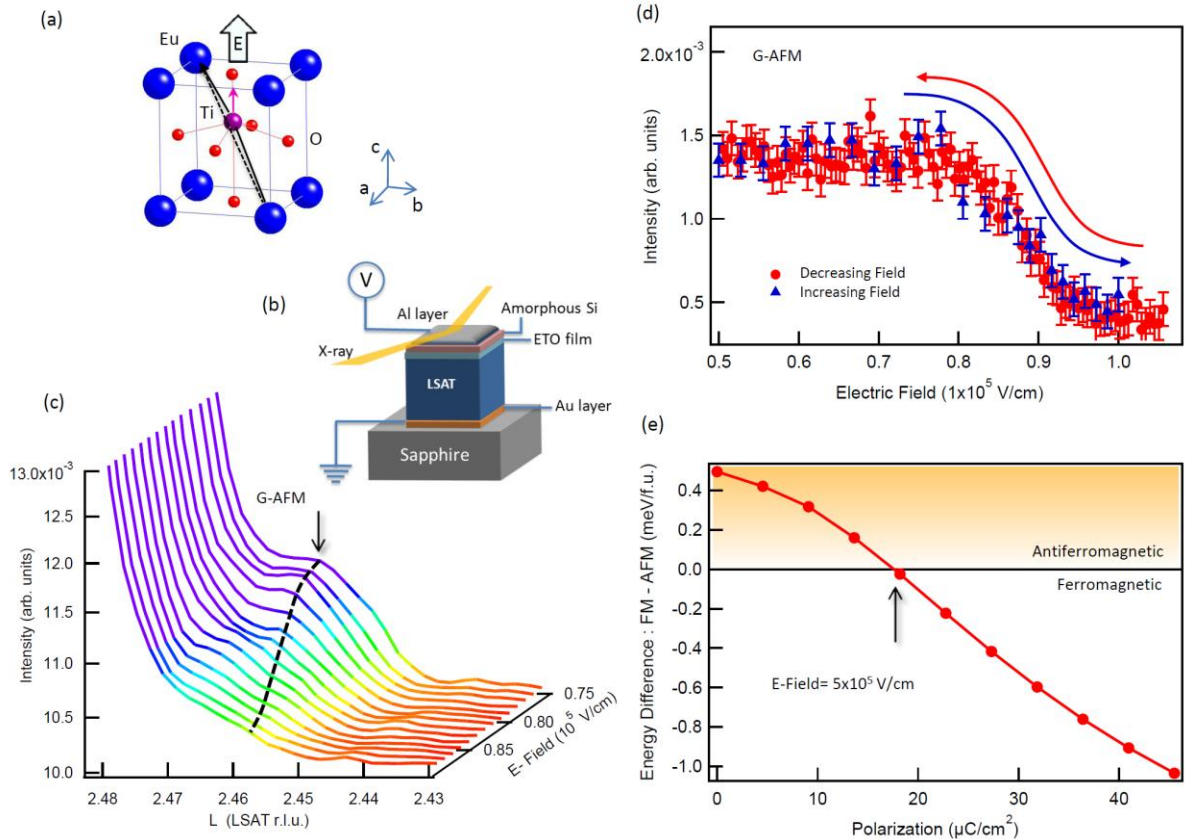 (a)
E
Eu
Ti
O
c
a
b
(b)
V
Al layer
Amorphous Si
ETO film
X-ray
LSAT
Au layer
Sapphire
(c)
13.0x10⁻³
12.5
12.0
11.5
11.0
10.5
10.0
Intensity (arb. units)
G-AFM
2.48
2.47
2.46
2.45
2.44
2.43
L (LSAT r.l.u.)
0.75
0.80
0.85
E- Field (10⁵ V/cm)
(d)
2.0x10⁻³
1.5
1.0
0.5
Intensity (arb. units)
G-AFM
Decreasing Field
Increasing Field
0.5
0.6
0.7
0.8
0.9
1.0
Electric Field (1x10⁵ V/cm)
(e)
0.4
0.2
0.0
-0.2
-0.4
-0.6
-0.8
-1.0
Energy Difference : FM - AFM (meV/f.u.)
Antiferromagnetic
Ferromagnetic
E-Field= 5x10⁵ V/cm
0
10
20
30
40
Polarization (µC/cm²)